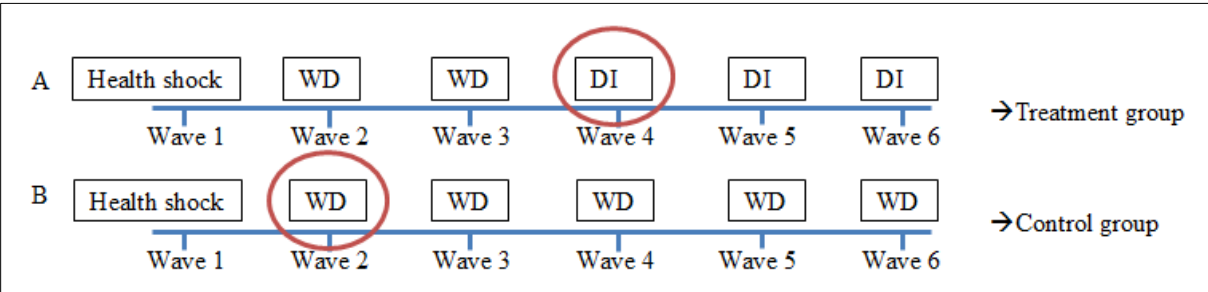 A Health shock WD WD DI DI DI
Wave 1 Wave 2 Wave 3 Wave 4 Wave 5 Wave 6 →Treatment group
B Health shock WD WD WD WD WD
Wave 1 Wave 2 Wave 3 Wave 4 Wave 5 Wave 6 →Control group